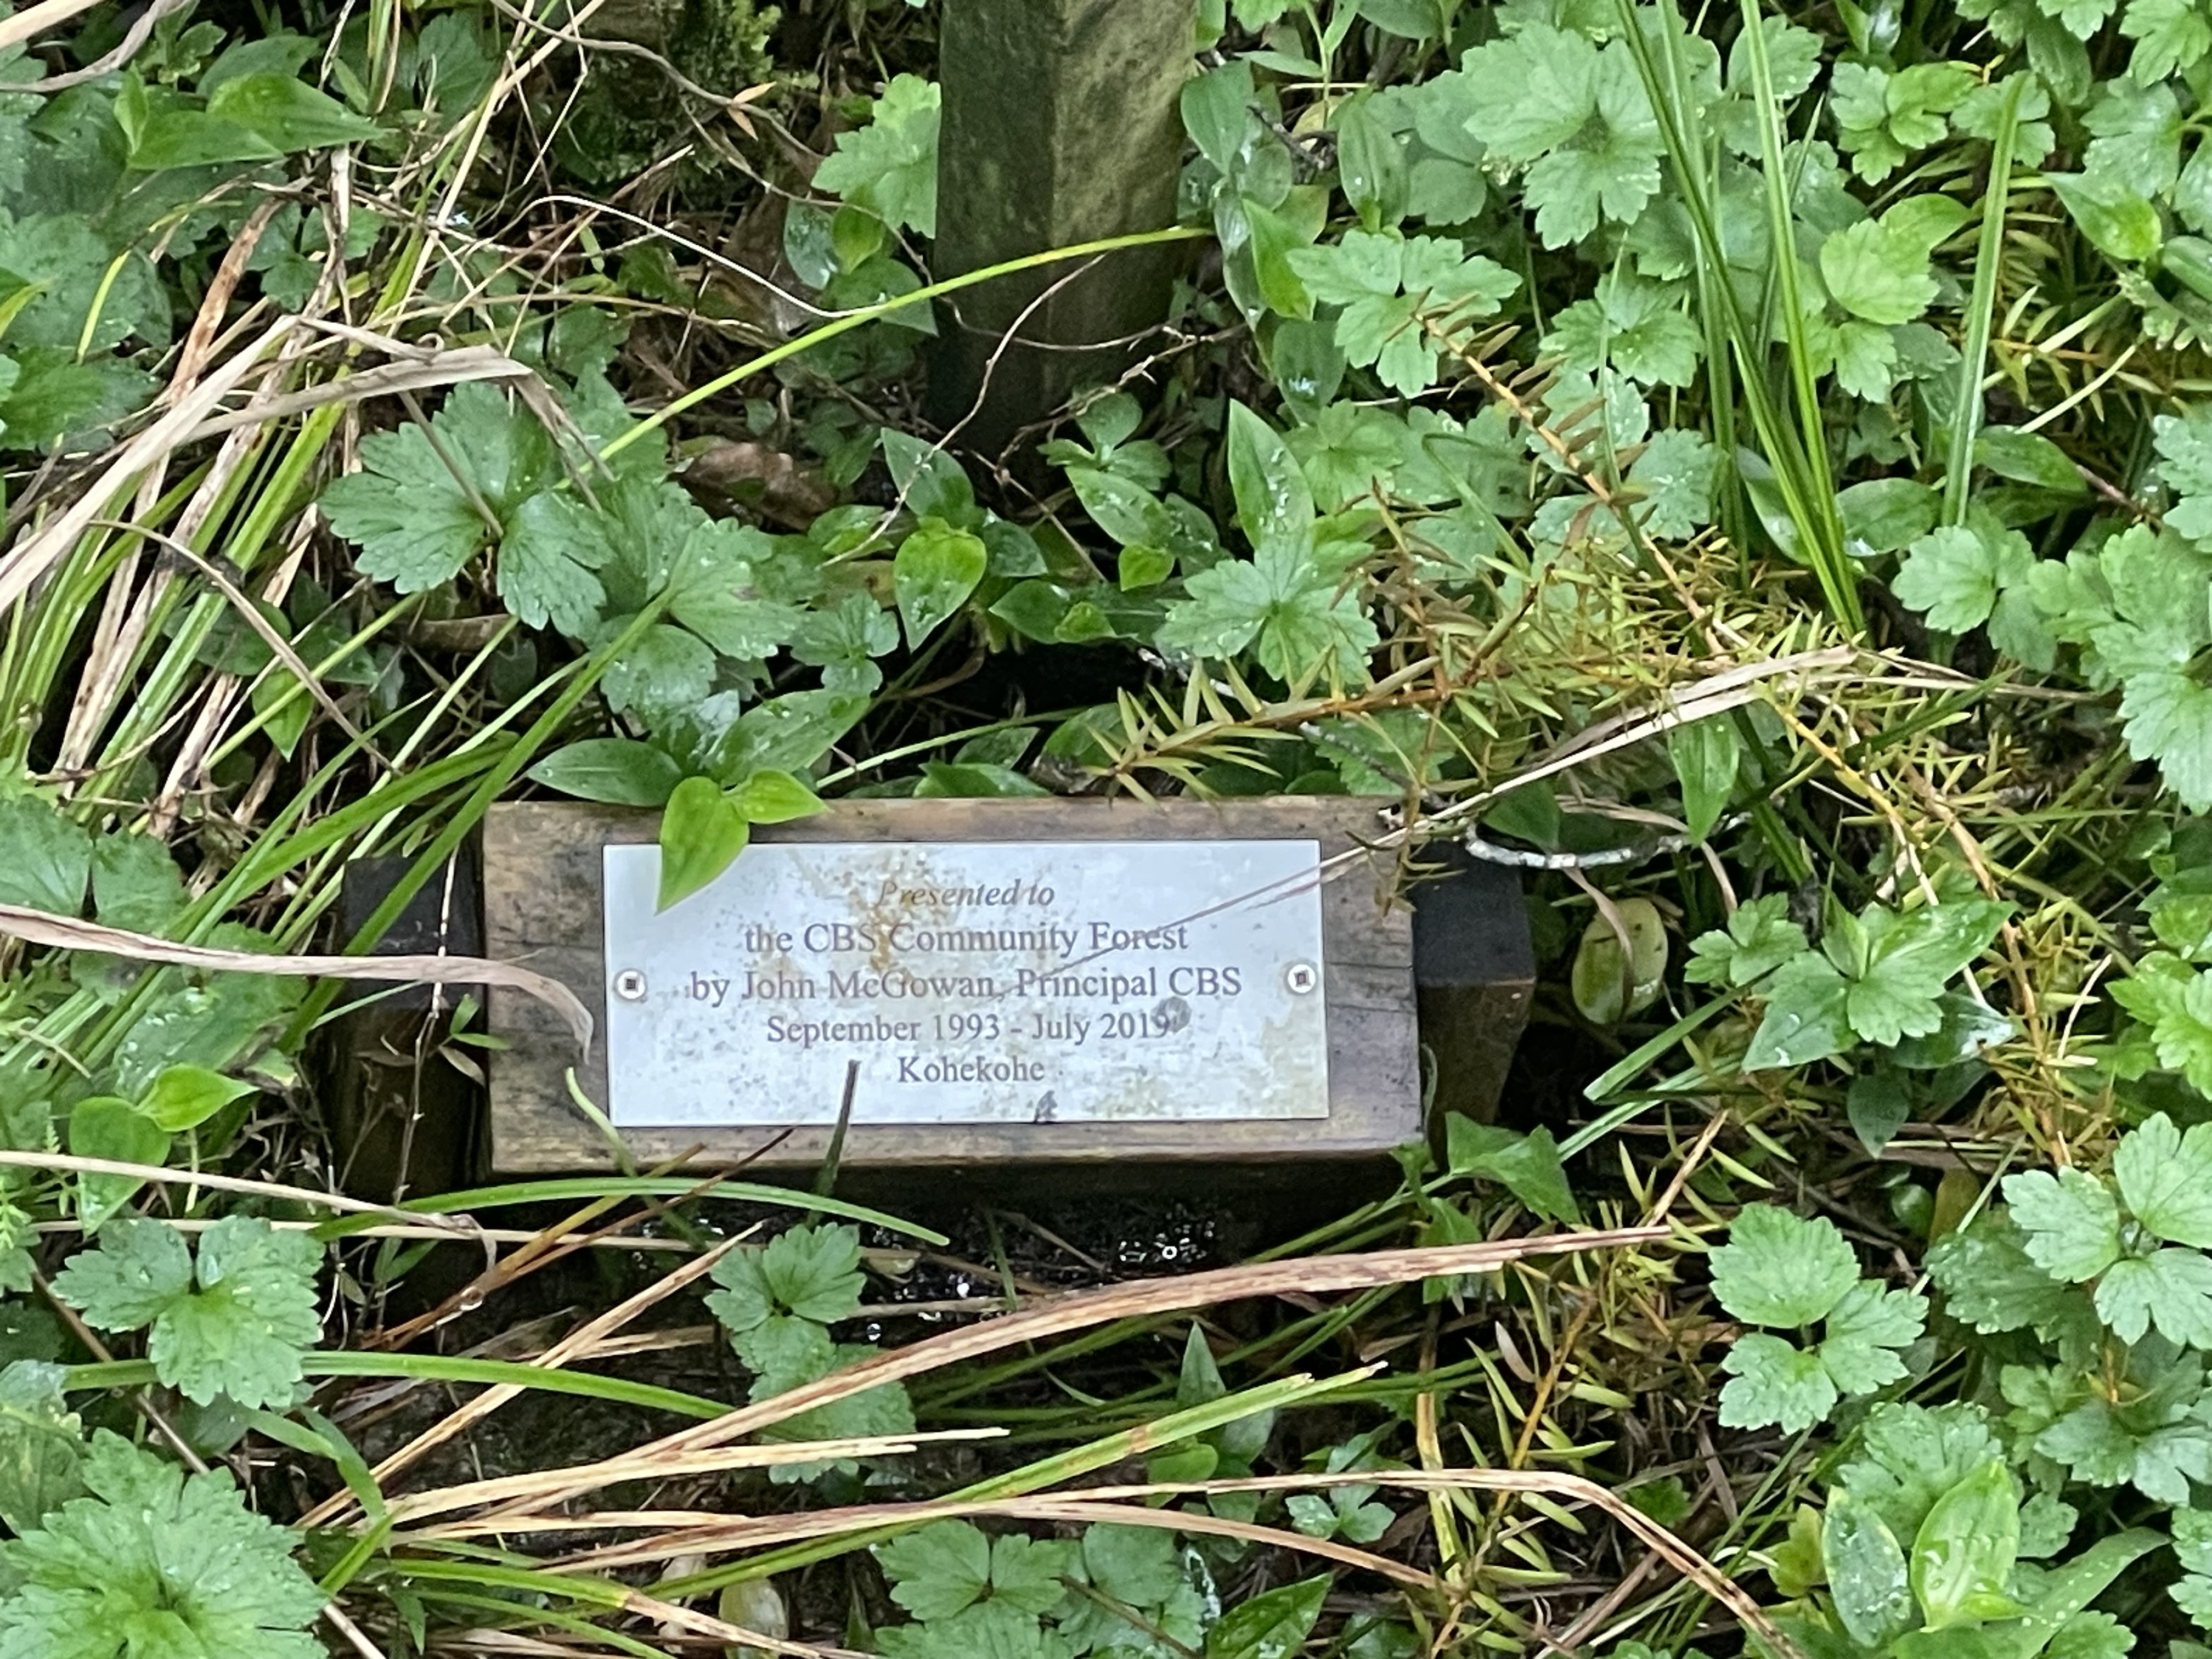 Presented to
the CBS Community Forest
by John McGowan, Principal CBS
September 1993 - July 2019
Kohekohe